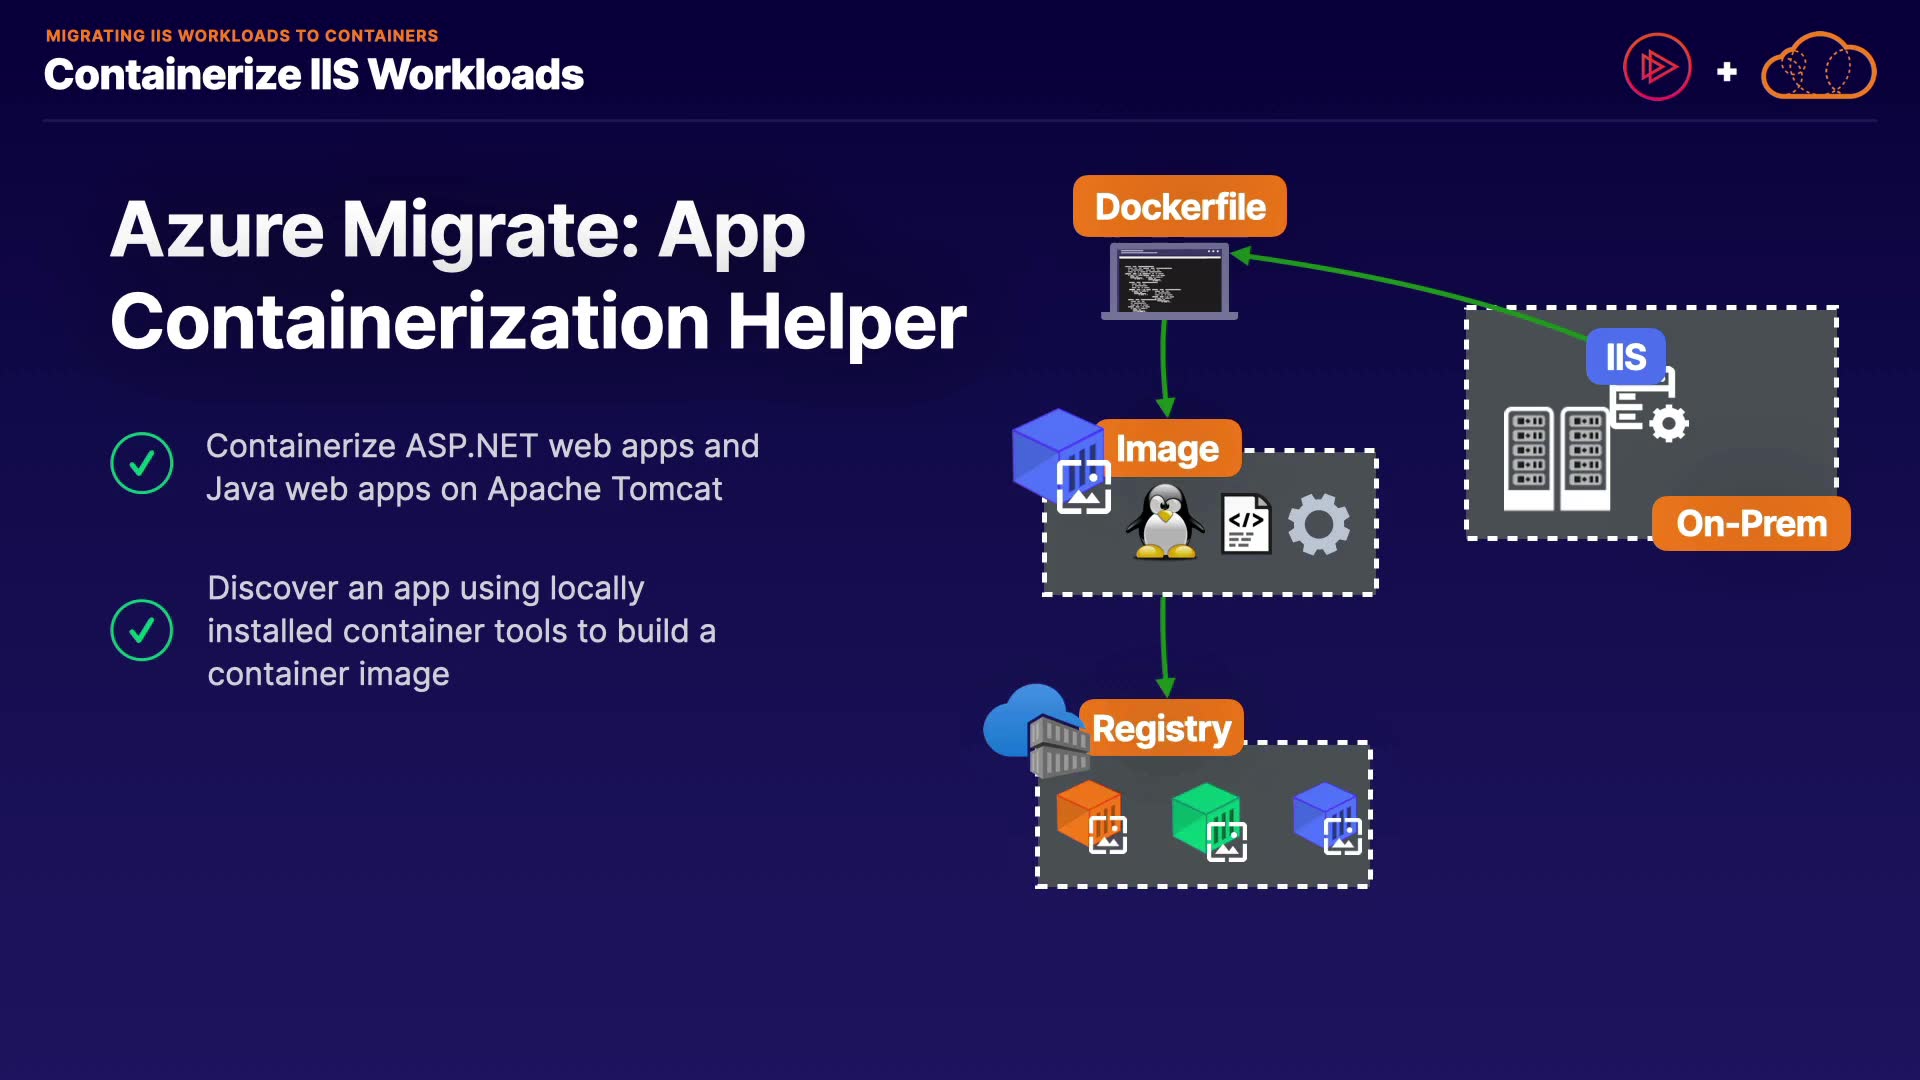 MIGRATING IIS WORKLOADS TO CONTAINERS
Containerize IIS Workloads
Azure Migrate: App
Containerization Helper
Containerize ASP.NET web apps and
Java web apps on Apache Tomcat
Discover an app using locally
installed container tools to build a
container image
Dockerfile
IIS
On-Prem
Image
</>
Registry